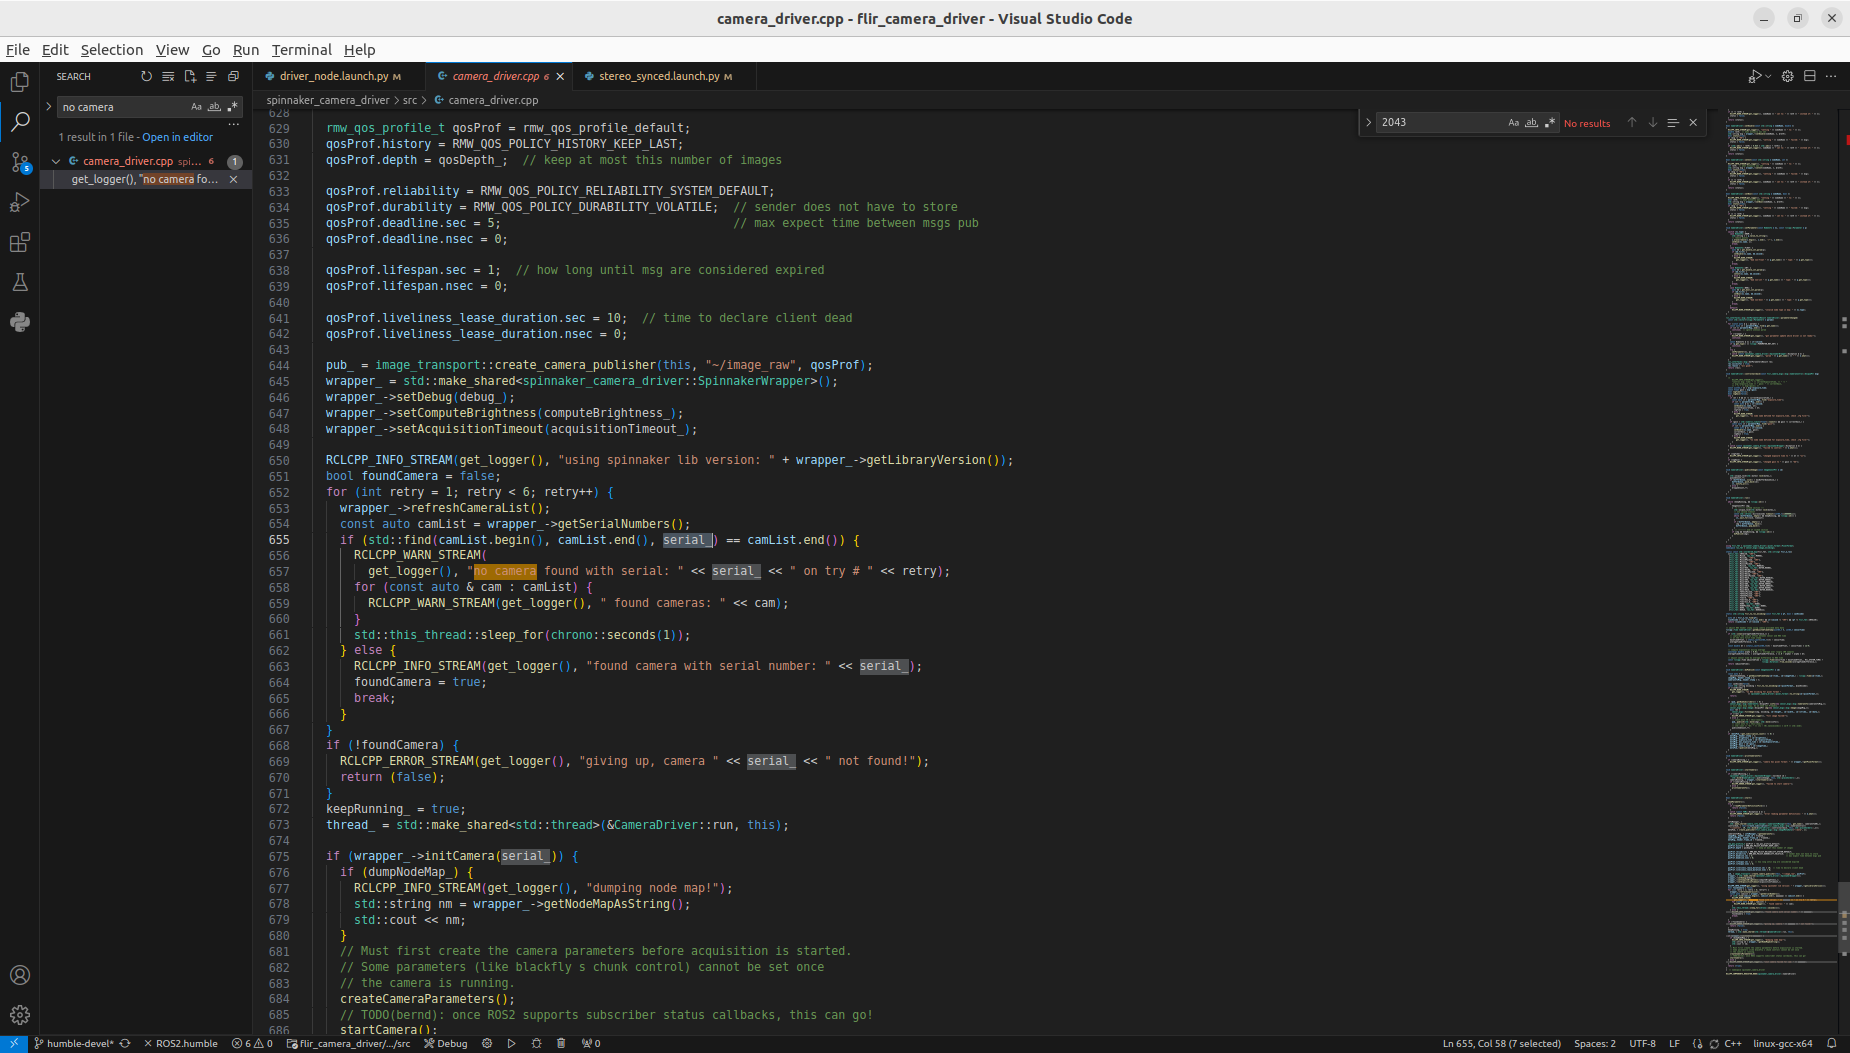 camera_driver.cpp - flir_camera_driver - Visual Studio Code
File Edit Selection View Go Run Terminal Help
SEARCH
driver_node.launch.py M
camera_driver.cpp 6
stereo_synced.launch.py M
no camera
Aa ab .*
1 result in 1 file - Open in editor
camera_driver.cpp spi... 6 1
get_logger(), "no camera fo...
spinnaker_camera_driver > src > camera_driver.cpp
2043
Aa ab .*
No results
628
629 rmw_qos_profile_t qosProf = rmw_qos_profile_default;
630 qosProf.history = RMW_QOS_POLICY_HISTORY_KEEP_LAST;
631 qosProf.depth = qosDepth_; // keep at most this number of images
632
633 qosProf.reliability = RMW_QOS_POLICY_RELIABILITY_SYSTEM_DEFAULT;
634 qosProf.durability = RMW_QOS_POLICY_DURABILITY_VOLATILE; // sender does not have to store
635 qosProf.deadline.sec = 5; // max expect time between msgs pub
636 qosProf.deadline.nsec = 0;
637
638 qosProf.lifespan.sec = 1; // how long until msg are considered expired
639 qosProf.lifespan.nsec = 0;
640
641 qosProf.liveliness_lease_duration.sec = 10; // time to declare client dead
642 qosProf.liveliness_lease_duration.nsec = 0;
643
644 pub_ = image_transport::create_camera_publisher(this, "~/image_raw", qosProf);
645 wrapper_ = std::make_shared<spinnaker_camera_driver::SpinnakerWrapper>();
646 wrapper_->setDebug(debug_);
647 wrapper_->setComputeBrightness(computeBrightness_);
648 wrapper_->setAcquisitionTimeout(acquisitionTimeout_);
649
650 RCLCPP_INFO_STREAM(get_logger(), "using spinnaker lib version: " + wrapper_->getLibraryVersion());
651 bool foundCamera = false;
652 for (int retry = 1; retry < 6; retry++) {
653 wrapper_->refreshCameraList();
654 const auto camList = wrapper_->getSerialNumbers();
655 if (std::find(camList.begin(), camList.end(), serial_) == camList.end()) {
656 RCLCPP_WARN_STREAM(
657 get_logger(), "no camera found with serial: " << serial_ << " on try # " << retry);
658 for (const auto & cam : camList) {
659 RCLCPP_WARN_STREAM(get_logger(), " found cameras: " << cam);
660 }
661 std::this_thread::sleep_for(chrono::seconds(1));
662 } else {
663 RCLCPP_INFO_STREAM(get_logger(), "found camera with serial number: " << serial_);
664 foundCamera = true;
665 break;
666 }
667 }
668 if (!foundCamera) {
669 RCLCPP_ERROR_STREAM(get_logger(), "giving up, camera " << serial_ << " not found!");
670 return (false);
671 }
672 keepRunning_ = true;
673 thread_ = std::make_shared<std::thread>(&CameraDriver::run, this);
674
675 if (wrapper_->initCamera(serial_)) {
676 if (dumpNodeMap_) {
677 RCLCPP_INFO_STREAM(get_logger(), "dumping node map!");
678 std::string nm = wrapper_->getNodeMapAsString();
679 std::cout << nm;
680 }
681 // Must first create the camera parameters before acquisition is started.
682 // Some parameters (like blackfly s chunk control) cannot be set once
683 // the camera is running.
684 createCameraParameters();
685 // TODO(bernd): once ROS2 supports subscriber status callbacks, this can go!
686 startCamera();
5
humble-devel* ROS2.humble 6 0 flir_camera_driver/.../src Debug 0
Ln 655, Col 58 (7 selected) Spaces: 2 UTF-8 LF C++ linux-gcc-x64